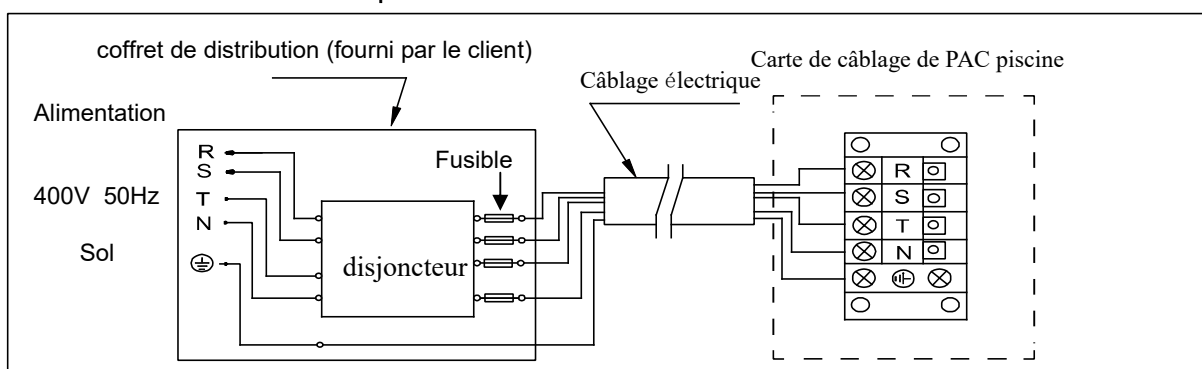 coffret de distribution (fourni par le client)
Câblage électrique
Carte de câblage de PAC piscine
Alimentation
400V 50Hz
Sol
R
S
T
N
Fusible
disjoncteur
R
S
T
N